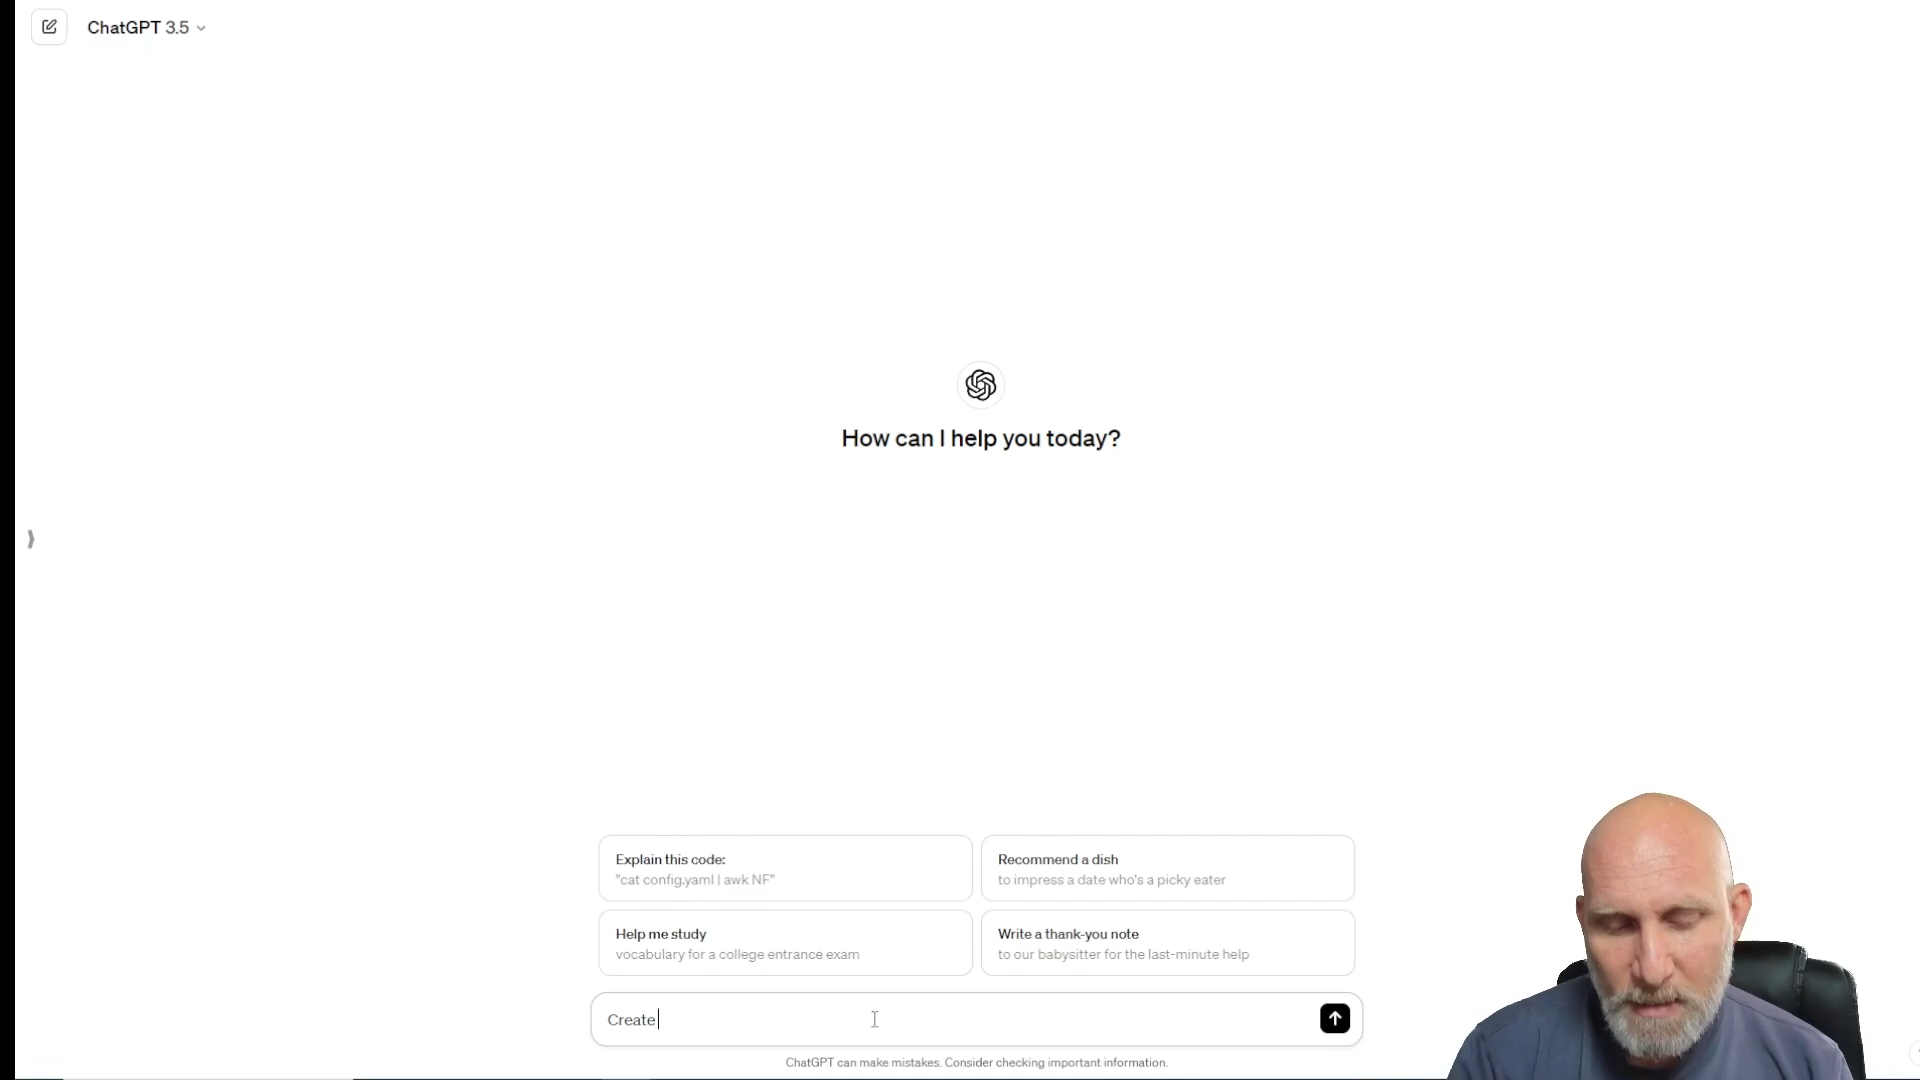 ChatGPT 3.5
How can I help you today?
Explain this code:
"cat config.yaml | awk NF"
Recommend a dish
to impress a date who's a picky eater
Help me study
vocabulary for a college entrance exam
Write a thank-you note
to our babysitter for the last-minute help
Create
ChatGPT can make mistakes. Consider checking important information.